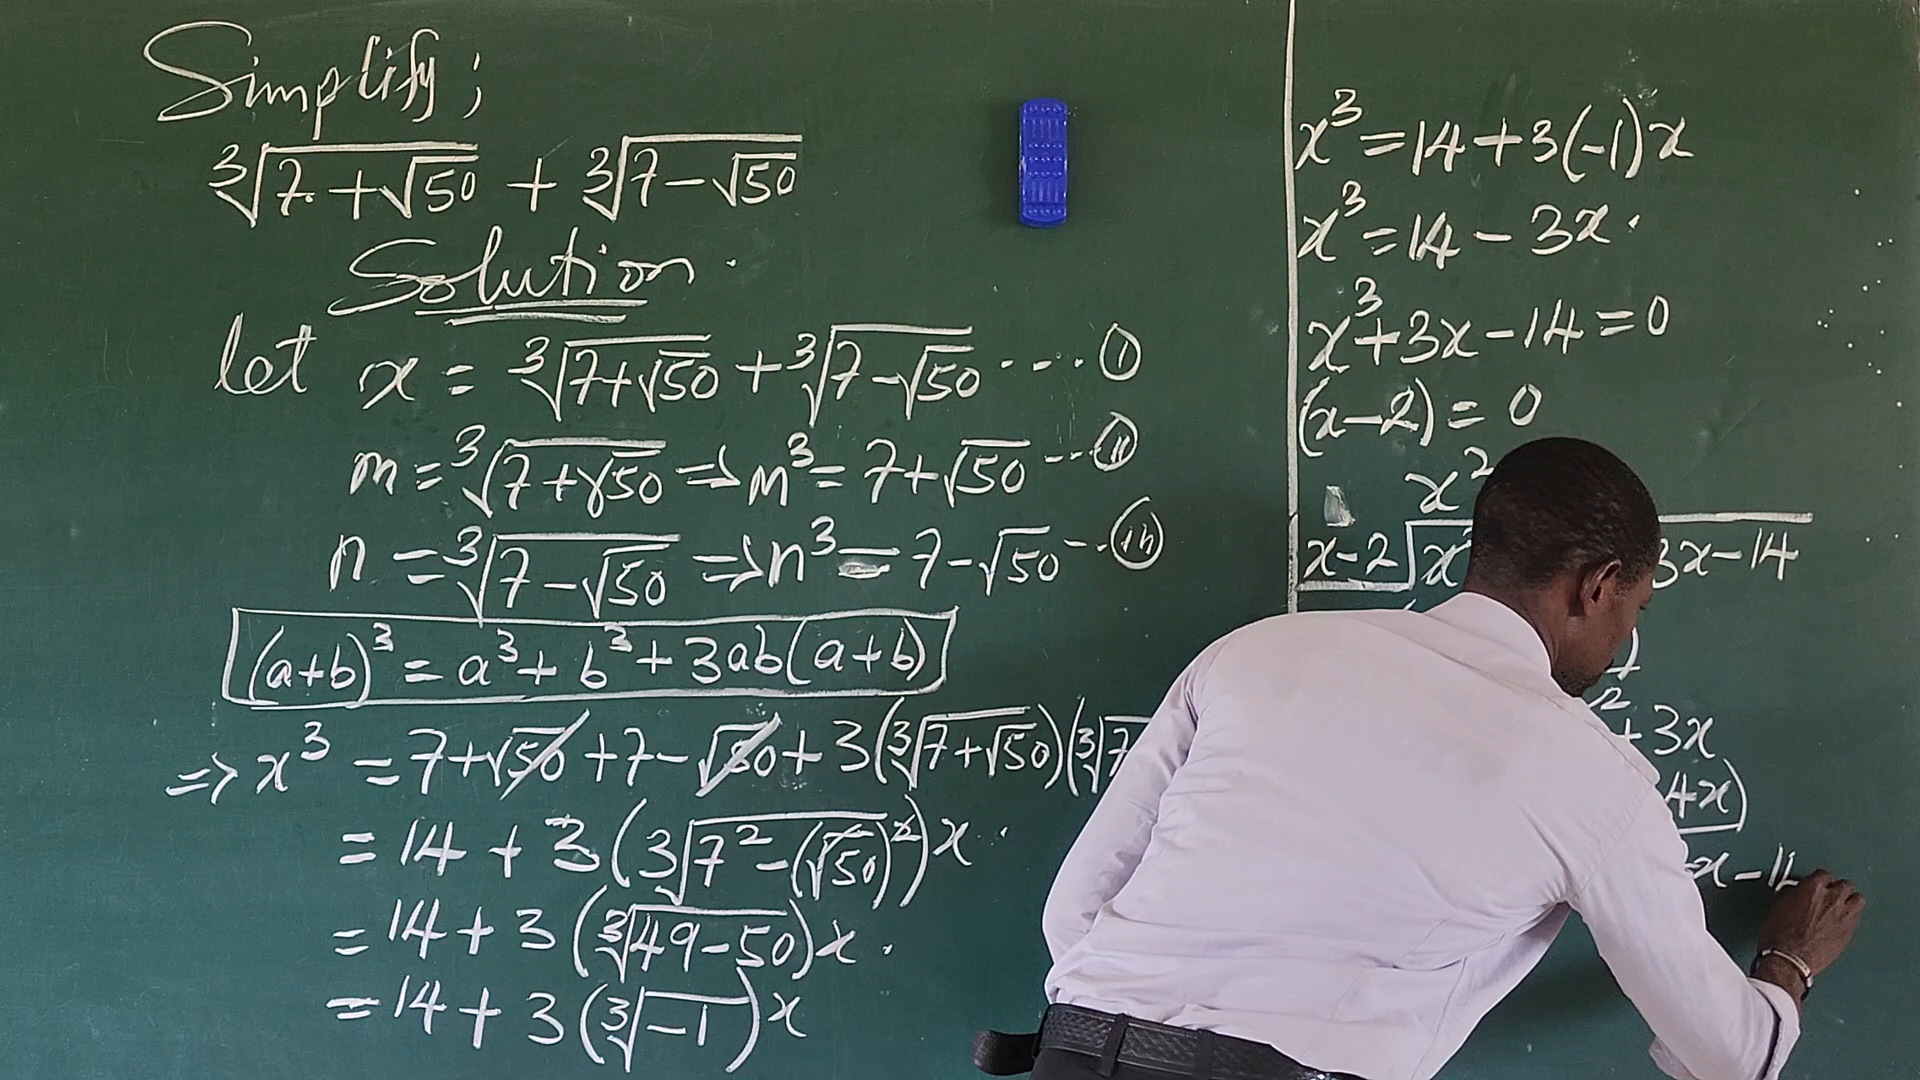 Simplify;
∛(7+√50) + ∛(7-√50)
Solution.
let x = ∛(7+√50) + ∛(7-√50) ---- (i)
m = ∛(7+√50) => m³ = 7+√50 --- (ii)
n = ∛(7-√50) => n³ = 7-√50 --- (iii)
(a+b)³ = a³ + b³ + 3ab(a+b)
=> x³ = 7+√50 + 7-√50 + 3(∛(7+√50))(∛7
= 14 + 3(∛(7²-(√50)²))x
= 14 + 3(∛(49-50))x.
= 14 + 3(∛-1)x
x³ = 14 + 3(-1)x
x³ = 14 - 3x.
x³ + 3x - 14 = 0
(x-2) = 0
x²
x-2 x 3x-14
² + 3x
4x)
x - 1